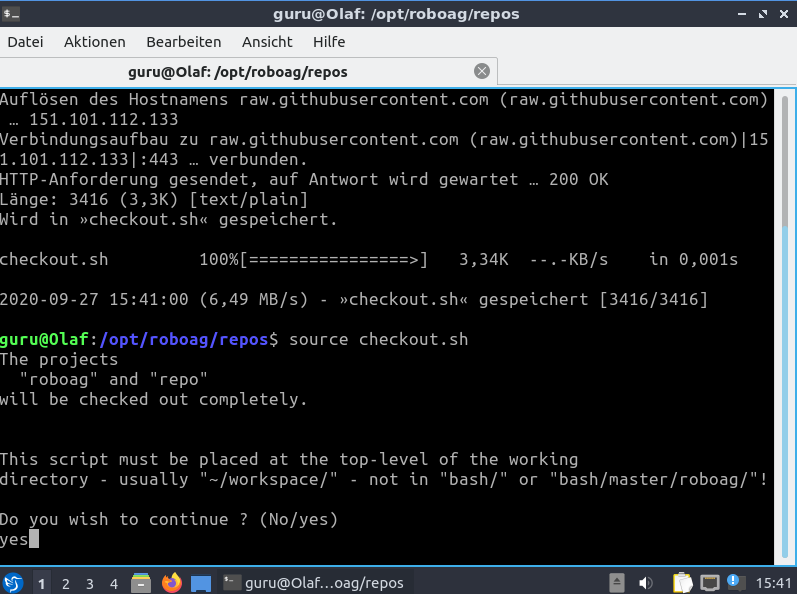 guru@Olaf: /opt/roboag/repos
Datei Aktionen Bearbeiten Ansicht Hilfe
guru@Olaf: /opt/roboag/repos
Auflösen des Hostnamens raw.githubusercontent.com (raw.githubusercontent.com)
… 151.101.112.133
Verbindungsaufbau zu raw.githubusercontent.com (raw.githubusercontent.com)|15
1.101.112.133|:443 … verbunden.
HTTP-Anforderung gesendet, auf Antwort wird gewartet … 200 OK
Länge: 3416 (3,3K) [text/plain]
Wird in »checkout.sh« gespeichert.
checkout.sh 100%[================>] 3,34K --.-KB/s in 0,001s
2020-09-27 15:41:00 (6,49 MB/s) - »checkout.sh« gespeichert [3416/3416]
guru@Olaf:/opt/roboag/repos$ source checkout.sh
The projects
"roboag" and "repo"
will be checked out completely.
This script must be placed at the top-level of the working
directory - usually "~/workspace/" - not in "bash/" or "bash/master/roboag/"!
Do you wish to continue ? (No/yes)
yes
1 2 3 4 guru@Olaf…oag/repos 15:41